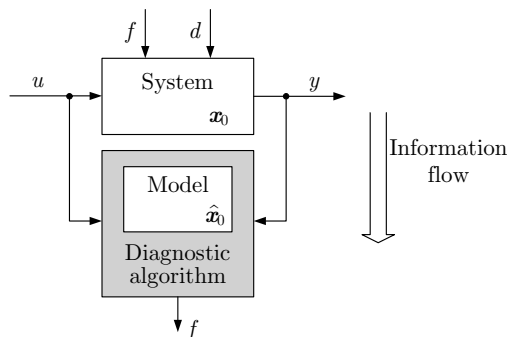 f d
u
System
x₀
y
Information
flow
Model
x̂₀
Diagnostic
algorithm
f